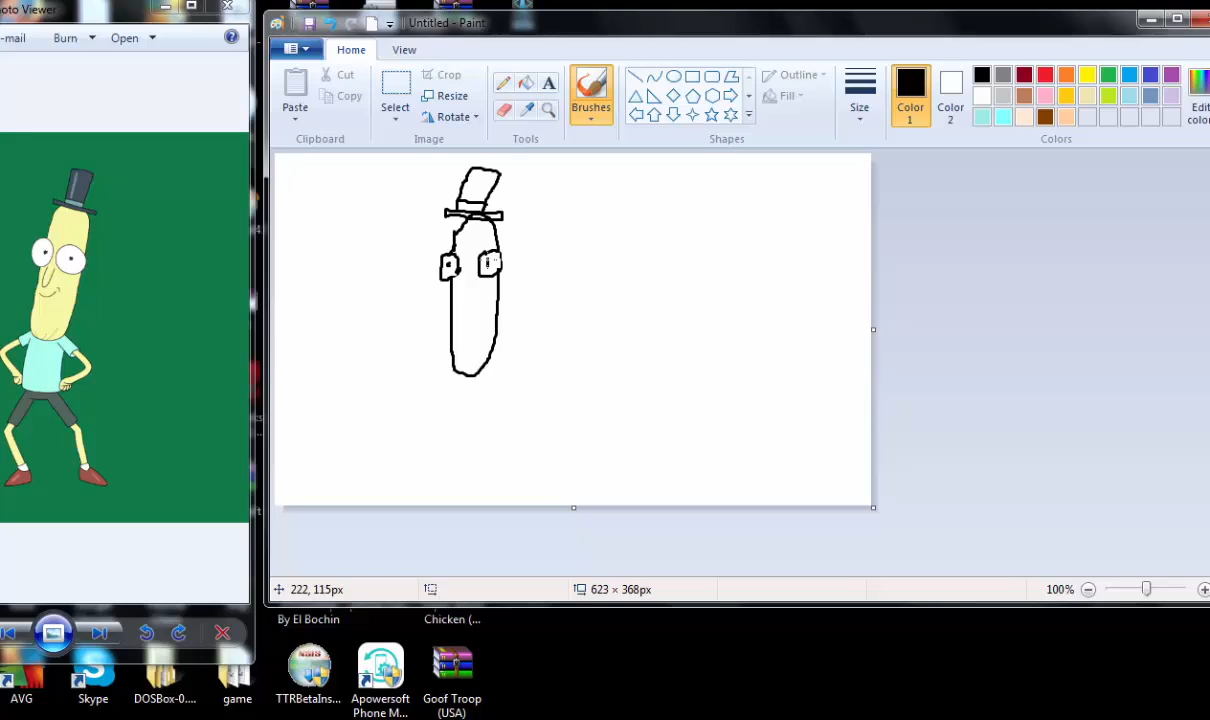 oto Viewer
-mail Burn Open
Untitled - Paint
Home View
Paste
Cut
Copy
Clipboard
Select
Crop
Resize
Rotate
Image
A
Tools
Brushes
Outline
Fill
Shapes
Size
Color 1
Color 2
Edit
Colors
222, 115px
623 × 368px
100%
By El Bochin
Chicken (...
AVG
Skype
DOSBox-0....
game
TTRBetaIns...
Apowersoft
Phone M...
Goof Troop
(USA)